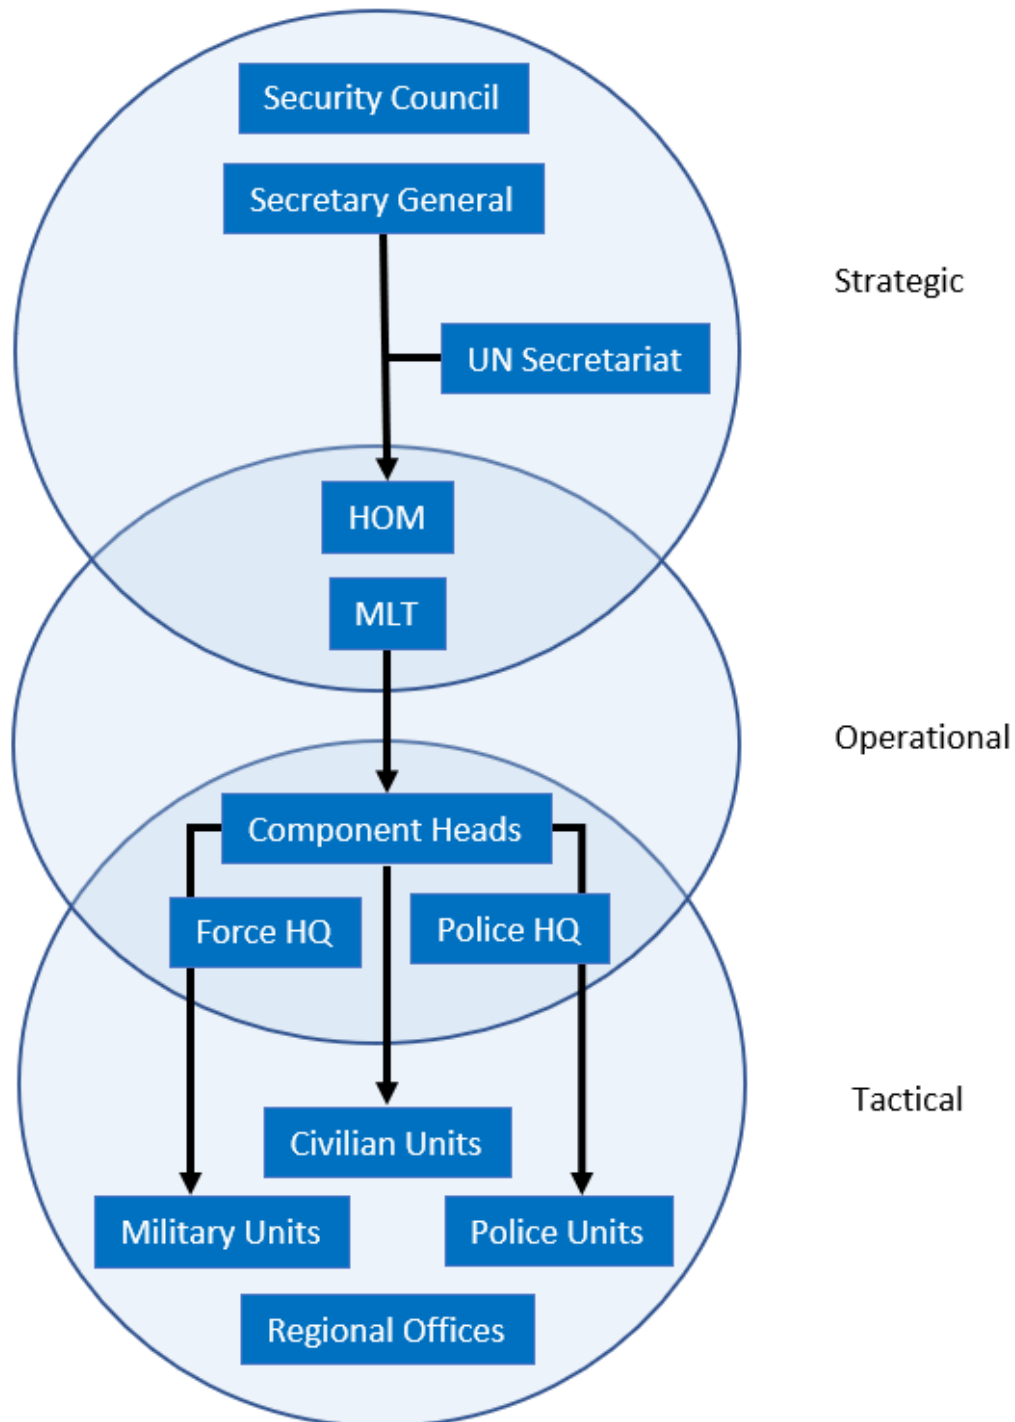 Security Council
Secretary General
Strategic
UN Secretariat
HOM
MLT
Operational
Component Heads
Force HQ
Police HQ
Tactical
Civilian Units
Military Units
Police Units
Regional Offices